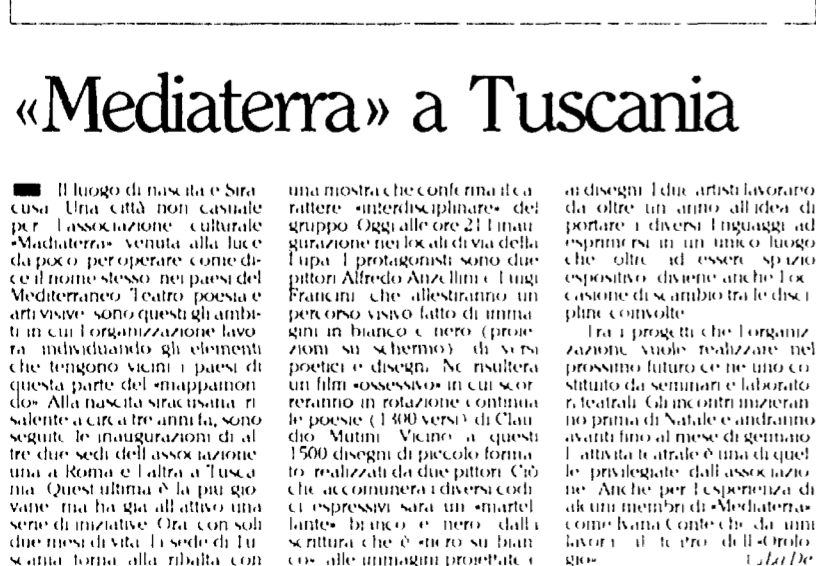 «Mediaterra» a Tuscania
Il luogo di nascita è Sira
cusa Una città non casuale
per l associazione culturale
«Madiaterra» venuta alla luce
da poco per operare come di
ce il nome stesso nei paesi del
Mediterraneo Teatro poesia e
arti visive sono questi gli ambi
ti in cui l organizzazione lavo
ra individuando gli elementi
che tengono vicini i paesi di
questa parte del «mappamon
do» Alla nascita siracusana ri
salente a circa tre anni fa, sono
seguite le inaugurazioni di al
tre due sedi dell associazione
una a Roma e l altra a Tusca
nia Quest ultima è la più gio
vane ma ha già all attivo una
serie di iniziative Ora con soli
due mesi di vita la sede di Tu
scania torna alla ribalta con
una mostra che conferma il ca
rattere «interdisciplinare» del
gruppo Oggi alle ore 21 l inau
gurazione nei locali di via della
Lupa I protagonisti sono due
pittori Alfredo Anzellini e Luigi
Francini che allestiranno un
percorso visivo fatto di imma
gini in bianco e nero (proie
zioni su schermo) di versi
poetici e disegni Ne risulterà
un film «ossessivo» in cui scor
reranno in rotazione continua
le poesie (1300 versi) di Clau
dio Mutini Vicino a questi
1500 disegni di piccolo forma
to realizzati da due pittori Ciò
che accomunerà i diversi codi
ci espressivi sarà un «martel
lante» bianco e nero dalla
scrittura che è «nero su bian
co» alle immagini proiettate e
ai disegni I due artisti lavorano
da oltre un anno all idea di
portare i diversi linguaggi ad
esprimersi in un unico luogo
che oltre ad essere spazio
espositivo diviene anche l oc
casione di scambio tra le disci
pline coinvolte
Tra i progetti che l organiz
zazione vuole realizzare nel
prossimo futuro ce ne uno co
stituito da seminari e laborato
ri teatrali Gli incontri inizieran
no prima di Natale e andranno
avanti fino al mese di gennaio
L attività teatrale è una di quel
le privilegiate dall associazio
ne Anche per l esperienza di
alcuni membri di «Mediaterra»
come Ivana Conte che da anni
lavora al teatro dell «Orolo
gio» La De